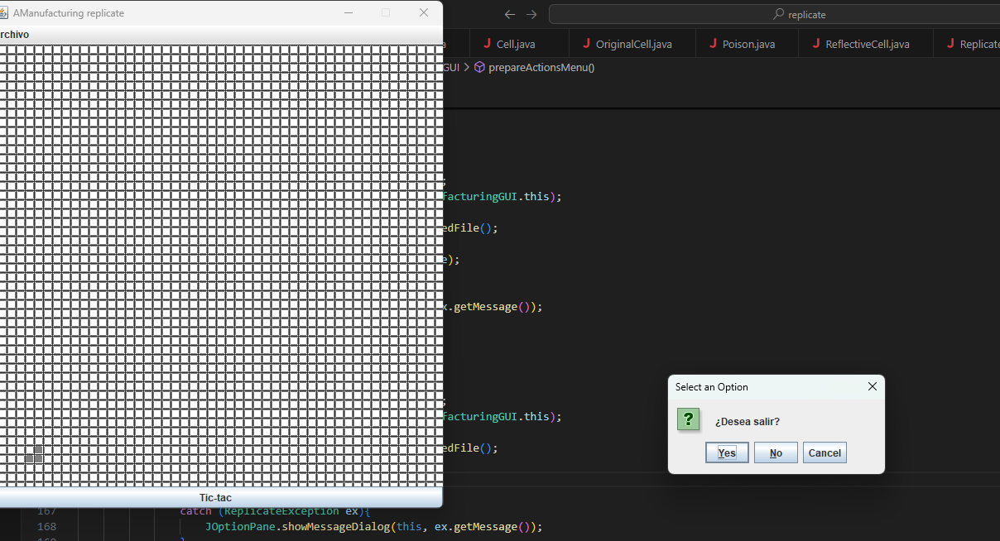 AManufacturing replicate
rchivo
replicate
a
Cell.java
OriginalCell.java
Poison.java
ReflectiveCell.java
Replicate
GUI > prepareActionsMenu()
;
facturingGUI.this);
edFile();
e);
x.getMessage());
;
facturingGUI.this);
edFile();
Select an Option
¿Desea salir?
Yes
No
Cancel
Tic-tac
167 catch (ReplicateException ex){
168 JOptionPane.showMessageDialog(this, ex.getMessage());
169 }